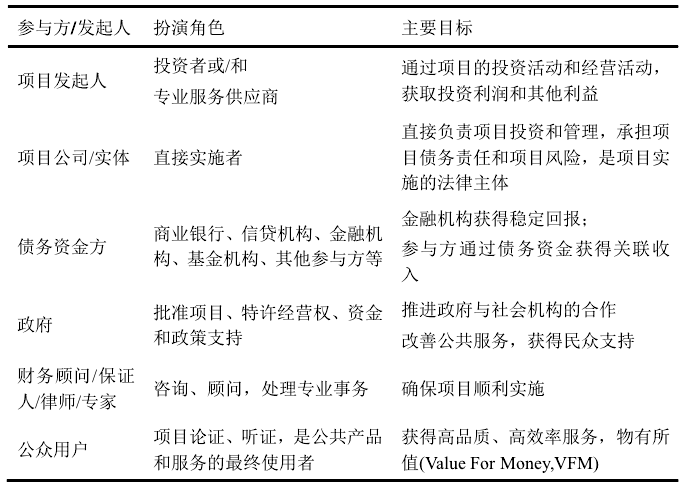 参与方/发起人 扮演角色 主要目标
项目发起人
投资者或/和
专业服务供应商
通过项目的投资活动和经营活动，
获取投资利润和其他利益
项目公司/实体
直接实施者
直接负责项目投资和管理，承担项
目债务责任和项目风险，是项目实
施的法律主体
债务资金方
商业银行、信贷机构、金融机
构、基金机构、其他参与方等
金融机构获得稳定回报；
参与方通过债务资金获得关联收
入
政府
批准项目、特许经营权、资金
和政策支持
推进政府与社会机构的合作
改善公共服务，获得民众支持
财务顾问/保证
人/律师/专家
咨询、顾问，处理专业事务
确保项目顺利实施
公众用户
项目论证、听证，是公共产品
和服务的最终使用者
获得高品质、高效率服务，物有所
值(Value For Money,VFM)